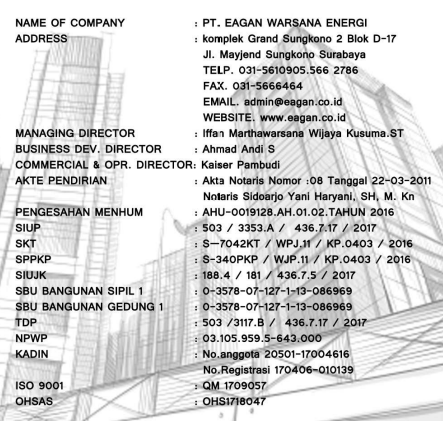 NAME OF COMPANY : PT. EAGAN WARSANA ENERGI
ADDRESS : komplek Grand Sungkono 2 Blok D-17
Jl. Mayjend Sungkono Surabaya
TELP. 031-5610905.566 2786
FAX. 031-5666464
EMAIL. admin@eagan.co.id
WEBSITE. www.eagan.co.id
MANAGING DIRECTOR : Iffan Marthawarsana Wijaya Kusuma.ST
BUSINESS DEV. DIRECTOR : Ahmad Andi S
COMMERCIAL & OPR. DIRECTOR: Kaiser Pambudi
AKTE PENDIRIAN : Akta Notaris Nomor :08 Tanggal 22-03-2011
Notaris Sidoarjo Yani Haryani, SH, M. Kn
PENGESAHAN MENHUM : AHU-0019128.AH.01.02.TAHUN 2016
SIUP : 503 / 3353.A / 436.7.17 / 2017
SKT : S—7042KT / WPJ.11 / KP.0403 / 2016
SPPKP : S-340PKP / WJP.11 / KP.0403 / 2016
SIUJK : 188.4 / 181 / 436.7.5 / 2017
SBU BANGUNAN SIPIL 1 : 0-3578-07-127-1-13-086969
SBU BANGUNAN GEDUNG 1 : 0-3578-07-127-1-13-086969
TDP : 503 /3117.B / 436.7.17 / 2017
NPWP : 03.105.959.5-643.000
KADIN : No.anggota 20501-17004616
No.Registrasi 170406-010139
ISO 9001 : QM 1709057
OHSAS : OHS1718047